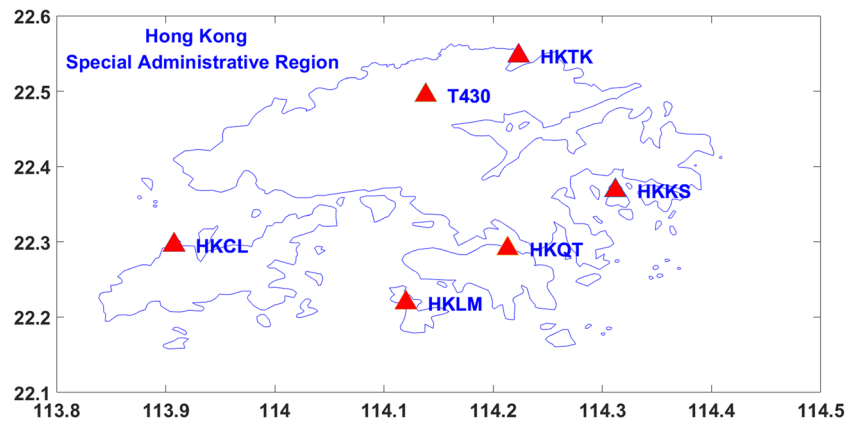 22.6
Hong Kong
Special Administrative Region
HKTK
22.5
T430
22.4
HKKS
22.3
HKCL
HKQT
HKLM
22.2
22.1
113.8 113.9 114 114.1 114.2 114.3 114.4 114.5